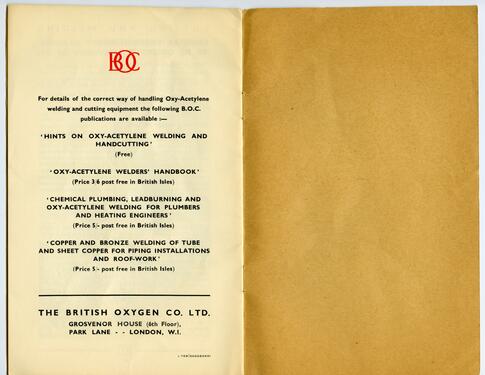 BOC
For details of the correct way of handling Oxy-Acetylene
welding and cutting equipment the following B.O.C.
publications are available :—
‘HINTS ON OXY-ACETYLENE WELDING AND
HANDCUTTING’
(Free)
‘OXY-ACETYLENE WELDERS’ HANDBOOK’
(Price 3/6 post free in British Isles)
‘CHEMICAL PLUMBING, LEADBURNING AND
OXY-ACETYLENE WELDING FOR PLUMBERS
AND HEATING ENGINEERS’
(Price 5/- post free in British Isles)
‘COPPER AND BRONZE WELDING OF TUBE
AND SHEET COPPER FOR PIPING INSTALLATIONS
AND ROOF-WORK’
(Price 5/- post free in British Isles)
THE BRITISH OXYGEN CO. LTD.
GROSVENOR HOUSE (6th Floor),
PARK LANE - - LONDON, W.I.